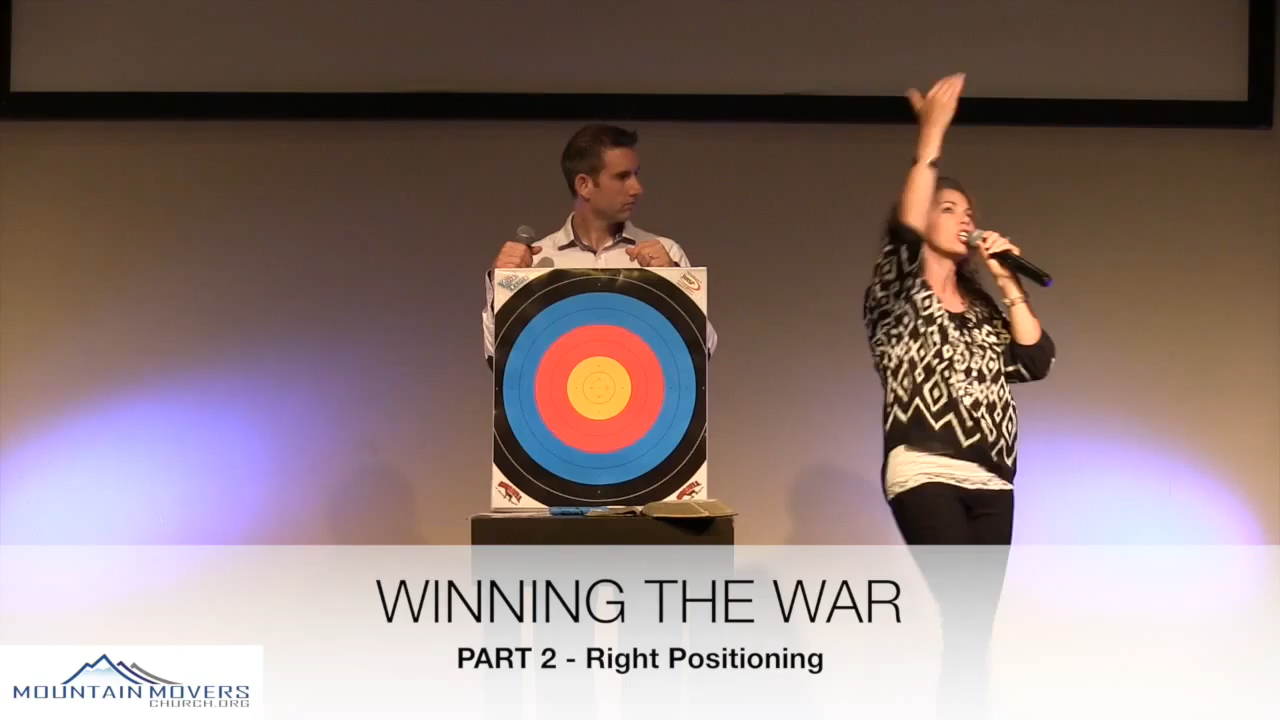 WINNING THE WAR
PART 2 - Right Positioning
MOUNTAIN MOVERS
CHURCH.ORG